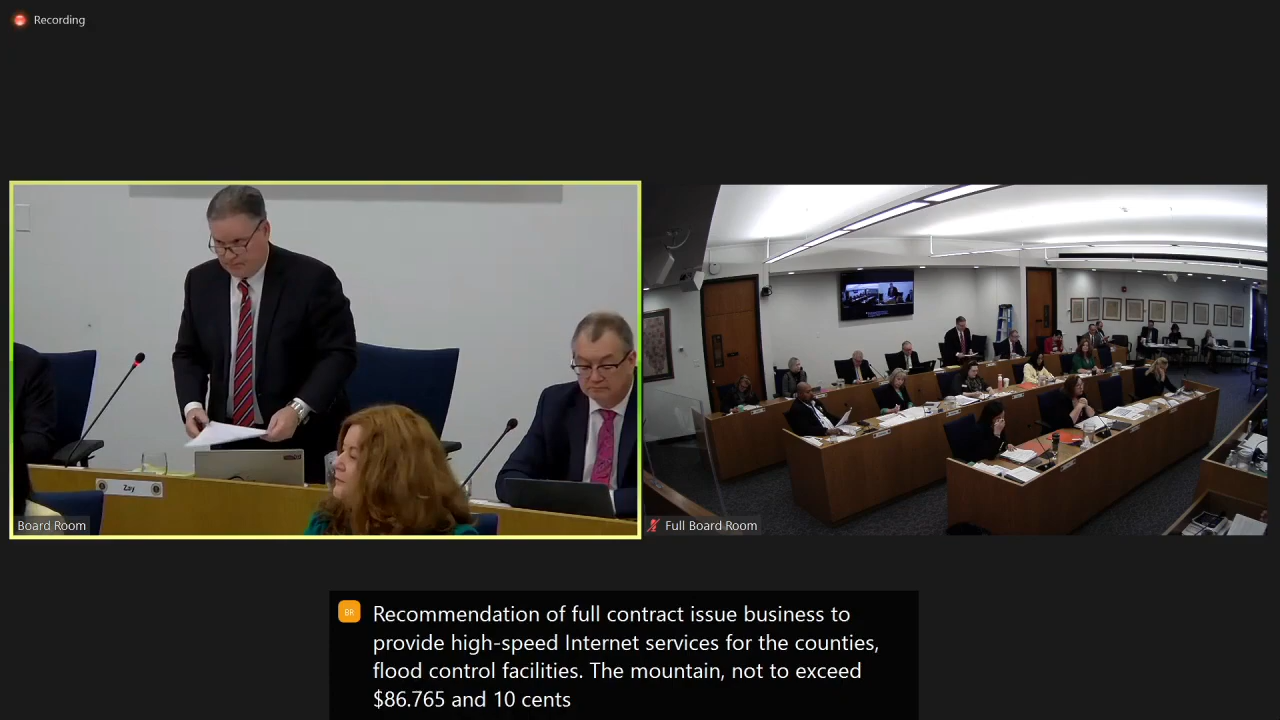 Recording
Zay
Board Room
Full Board Room
BR
Recommendation of full contract issue business to
provide high-speed Internet services for the counties,
flood control facilities. The mountain, not to exceed
$86.765 and 10 cents